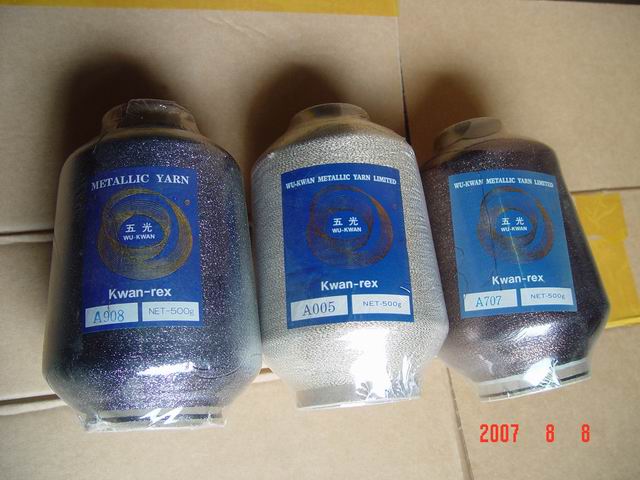 METALLIC YARN
五光
WU-KWAN
Kwan-rex
A908 NET-500g
WU-KWAN METALLIC YARN LIMITED
五光
WU-KWAN
Kwan-rex
A005 NET-500g
WU-KWAN METALLIC YARN LIMITED
五光
WU-KWAN
Kwan-rex
A707 NET-500g
2007 8 8